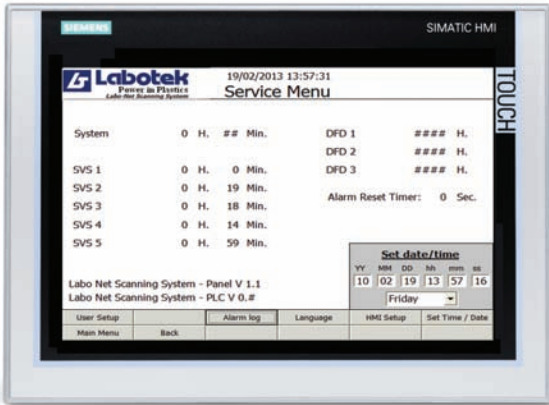 SIEMENS
SIMATIC HMI
TOUCH
Labotek
Power in Plastics
Labo-Net Scanning System
19/02/2013 13:57:31
Service Menu
System 0 H. ## Min.
DFD 1 #### H.
DFD 2 #### H.
SVS 1 0 H. 0 Min.
DFD 3 #### H.
SVS 2 0 H. 19 Min.
Alarm Reset Timer: 0 Sec.
SVS 3 0 H. 18 Min.
SVS 4 0 H. 14 Min.
SVS 5 0 H. 59 Min.
Set date/time
YY MM DD hh mm ss
10 02 19 13 57 16
Friday
Labo Net Scanning System - Panel V 1.1
Labo Net Scanning System - PLC V 0.#
User Setup Alarm log Language HMI Setup Set Time / Date
Main Menu Back